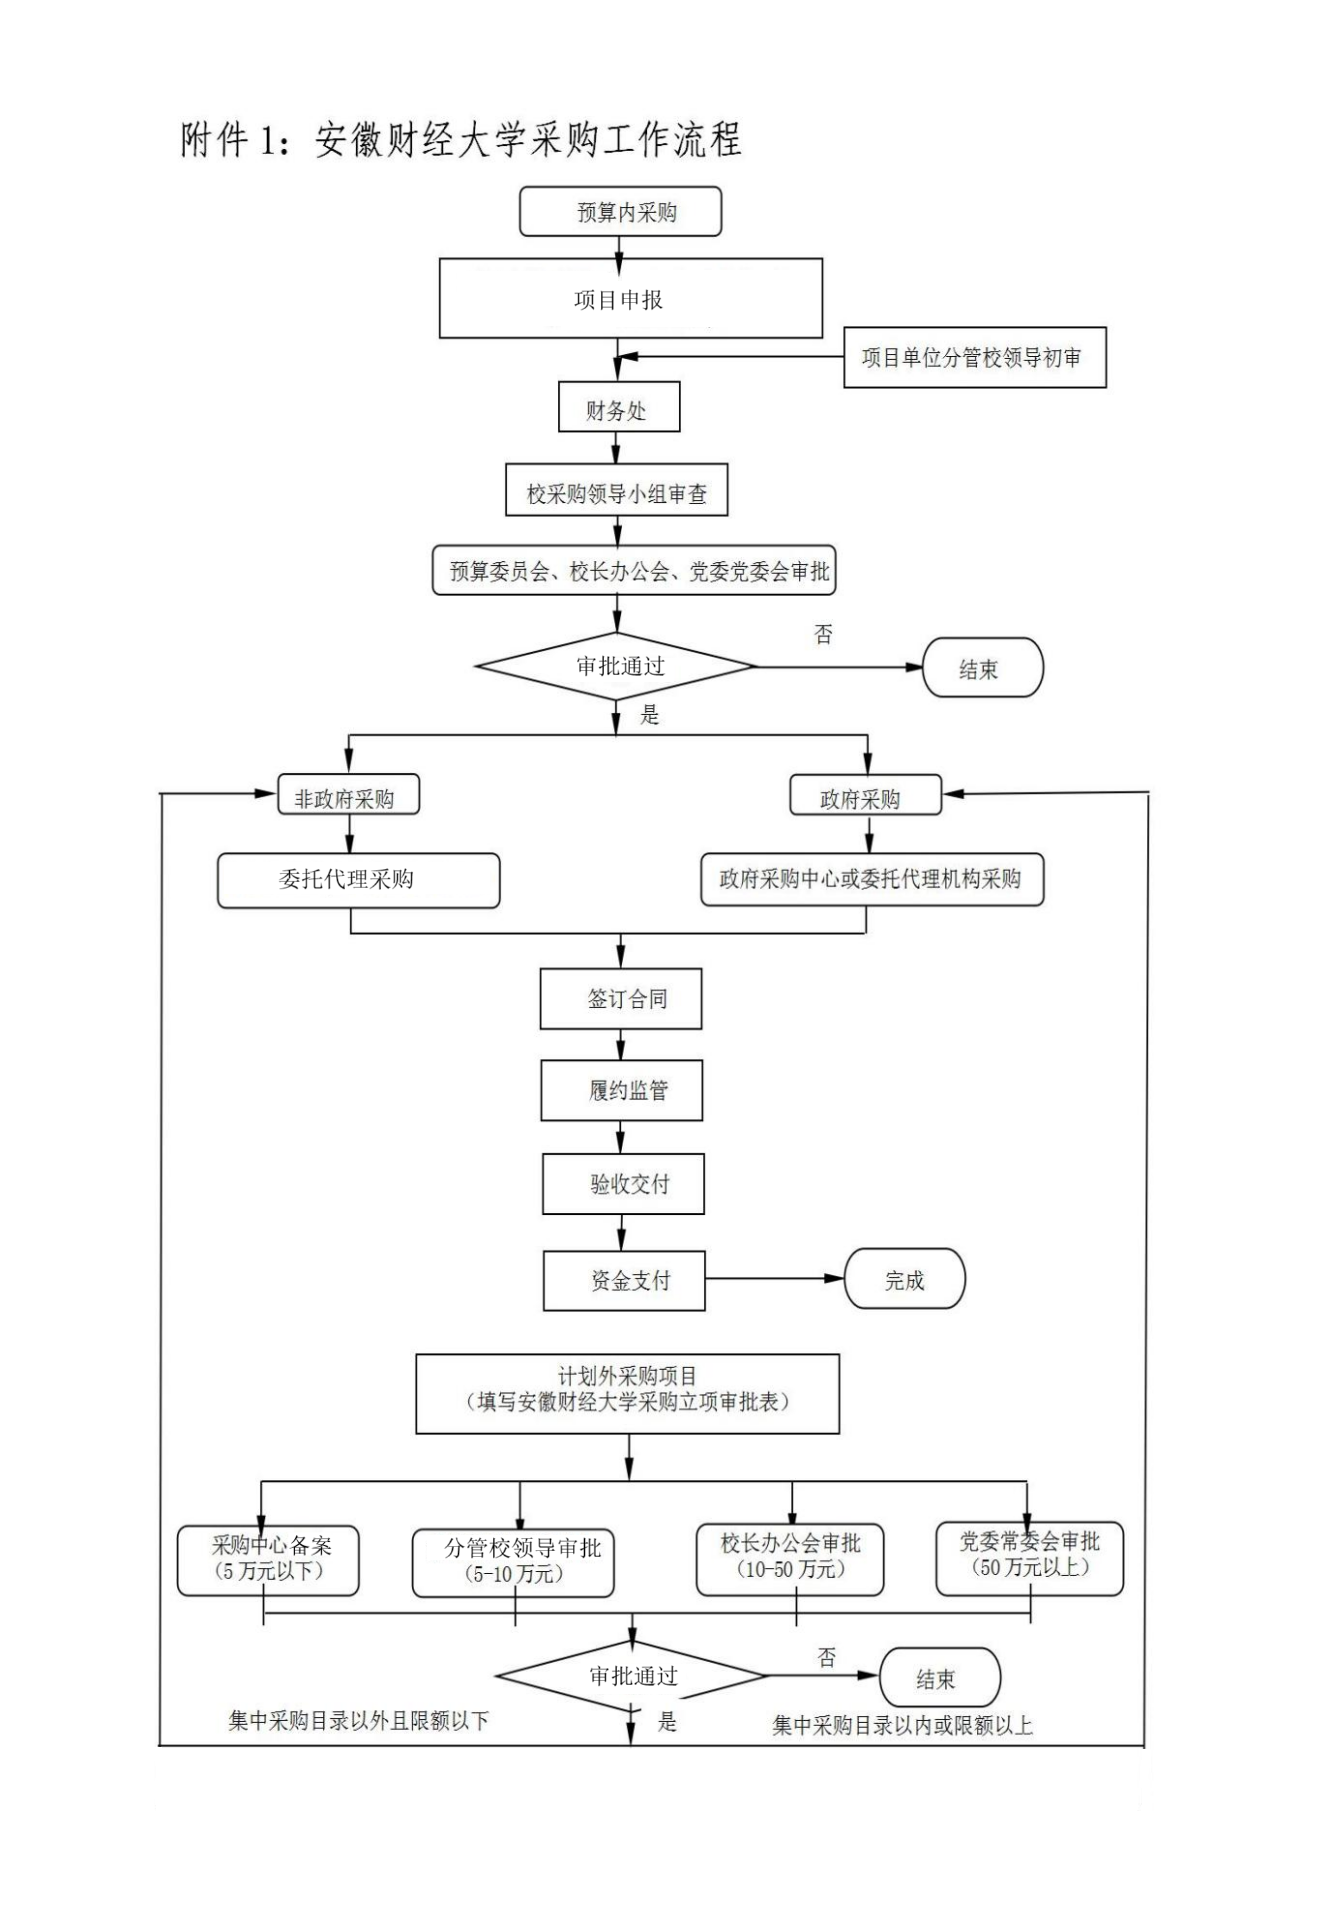 附件 1：安徽财经大学采购工作流程
预算内采购
项目申报
项目单位分管校领导初审
财务处
校采购领导小组审查
预算委员会、校长办公会、党委党委会审批
否
审批通过
结束
是
非政府采购
政府采购
委托代理采购
政府采购中心或委托代理机构采购
签订合同
履约监管
验收交付
资金支付
完成
计划外采购项目
（填写安徽财经大学采购立项审批表）
采购中心备案
（5 万元以下）
分管校领导审批
（5-10 万元）
校长办公会审批
（10-50 万元）
党委常委会审批
（50 万元以上）
否
审批通过
结束
集中采购目录以外且限额以下
是
集中采购目录以内或限额以上